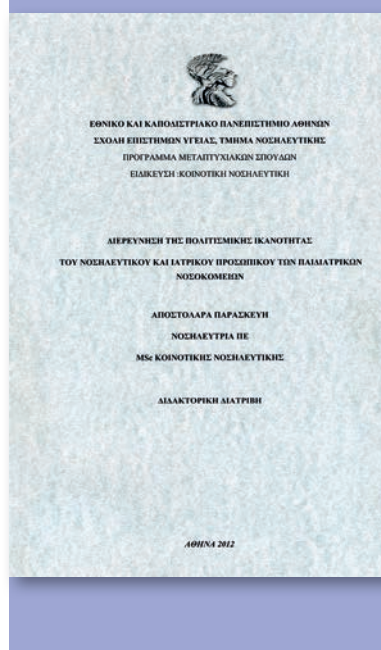 ΕΘΝΙΚΟ ΚΑΙ ΚΑΠΟΔΙΣΤΡΙΑΚΟ ΠΑΝΕΠΙΣΤΗΜΙΟ ΑΘΗΝΩΝ
ΣΧΟΛΗ ΕΠΙΣΤΗΜΩΝ ΥΓΕΙΑΣ, ΤΜΗΜΑ ΝΟΣΗΛΕΥΤΙΚΗΣ
ΠΡΟΓΡΑΜΜΑ ΜΕΤΑΠΤΥΧΙΑΚΩΝ ΣΠΟΥΔΩΝ
ΕΙΔΙΚΕΥΣΗ :ΚΟΙΝΟΤΙΚΗ ΝΟΣΗΛΕΥΤΙΚΗ
ΔΙΕΡΕΥΝΗΣΗ ΤΗΣ ΠΟΛΙΤΙΣΜΙΚΗΣ ΙΚΑΝΟΤΗΤΑΣ
ΤΟΥ ΝΟΣΗΛΕΥΤΙΚΟΥ ΚΑΙ ΙΑΤΡΙΚΟΥ ΠΡΟΣΩΠΙΚΟΥ ΤΩΝ ΠΑΙΔΙΑΤΡΙΚΩΝ
ΝΟΣΟΚΟΜΕΙΩΝ
ΑΠΟΣΤΟΛΑΡΑ ΠΑΡΑΣΚΕΥΗ
ΝΟΣΗΛΕΥΤΡΙΑ ΠΕ
MSc ΚΟΙΝΟΤΙΚΗΣ ΝΟΣΗΛΕΥΤΙΚΗΣ
ΔΙΔΑΚΤΟΡΙΚΗ ΔΙΑΤΡΙΒΗ
ΑΘΗΝΑ 2012